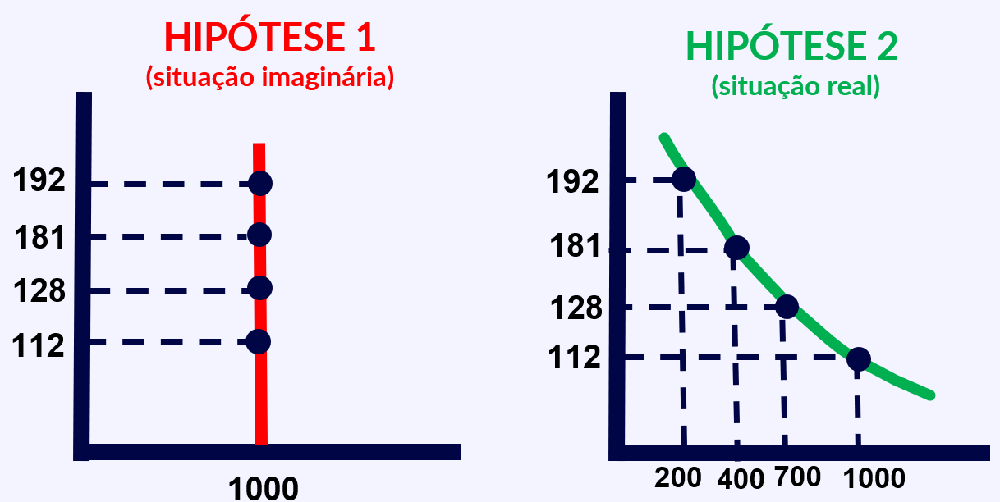 HIPÓTESE 1
(situação imaginária)
192
181
128
112
1000
HIPÓTESE 2
(situação real)
192
181
128
112
200 400 700 1000